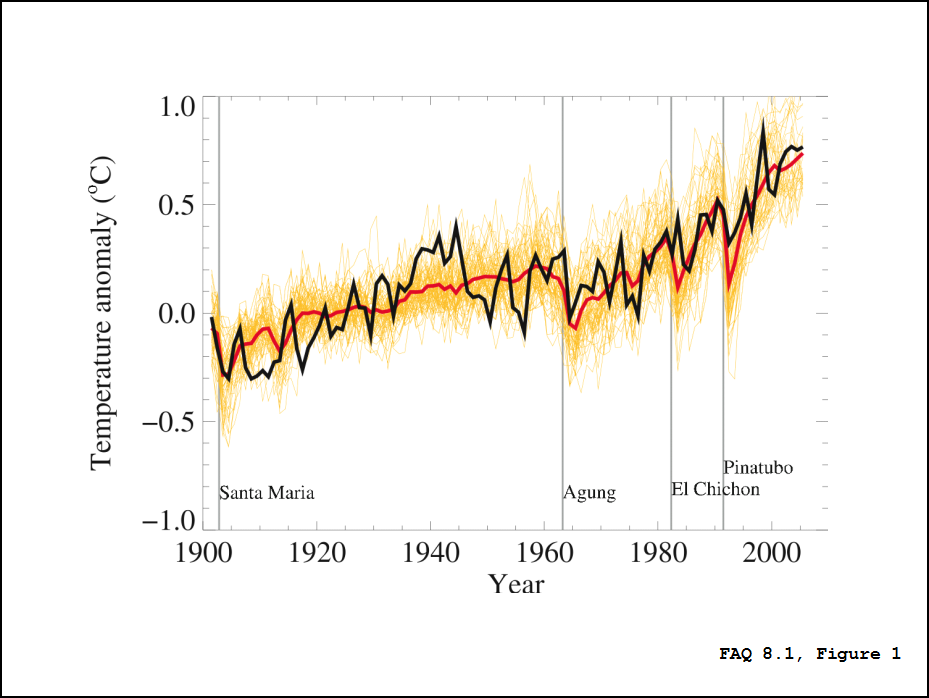 1.0
0.5
0.0
−0.5
−1.0
Temperature anomaly (°C)
Santa Maria
Agung
El Chichon
Pinatubo
1900 1920 1940 1960 1980 2000
Year
FAQ 8.1, Figure 1